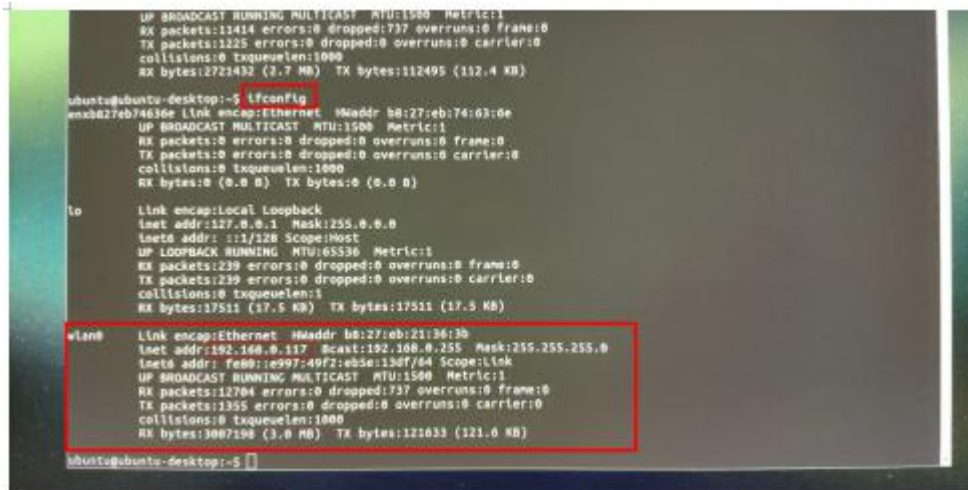 UP BROADCAST RUNNING MULTICAST MTU:1500 Metric:1
RX packets:11414 errors:0 dropped:737 overruns:0 frame:0
TX packets:1225 errors:0 dropped:0 overruns:0 carrier:0
collisions:0 txqueuelen:1000
RX bytes:2721432 (2.7 MB) TX bytes:112495 (112.4 KB)
ubuntu@ubuntu-desktop:~$ ifconfig
enxb827eb74636e Link encap:Ethernet HWaddr b8:27:eb:74:63:6e
UP BROADCAST MULTICAST MTU:1500 Metric:1
RX packets:0 errors:0 dropped:0 overruns:0 frame:0
TX packets:0 errors:0 dropped:0 overruns:0 carrier:0
collisions:0 txqueuelen:1000
RX bytes:0 (0.0 B) TX bytes:0 (0.0 B)
lo Link encap:Local Loopback
inet addr:127.0.0.1 Mask:255.0.0.0
inet6 addr: ::1/128 Scope:Host
UP LOOPBACK RUNNING MTU:65536 Metric:1
RX packets:239 errors:0 dropped:0 overruns:0 frame:0
TX packets:239 errors:0 dropped:0 overruns:0 carrier:0
collisions:0 txqueuelen:1
RX bytes:17511 (17.5 KB) TX bytes:17511 (17.5 KB)
wlan0 Link encap:Ethernet HWaddr b8:27:eb:21:36:3b
inet addr:192.168.0.117 Bcast:192.168.0.255 Mask:255.255.255.0
inet6 addr: fe80::e997:49f2:eb5e:13df/64 Scope:Link
UP BROADCAST RUNNING MULTICAST MTU:1500 Metric:1
RX packets:12704 errors:0 dropped:737 overruns:0 frame:0
TX packets:1355 errors:0 dropped:0 overruns:0 carrier:0
collisions:0 txqueuelen:1000
RX bytes:3007198 (3.0 MB) TX bytes:121633 (121.6 KB)
ubuntu@ubuntu-desktop:~$